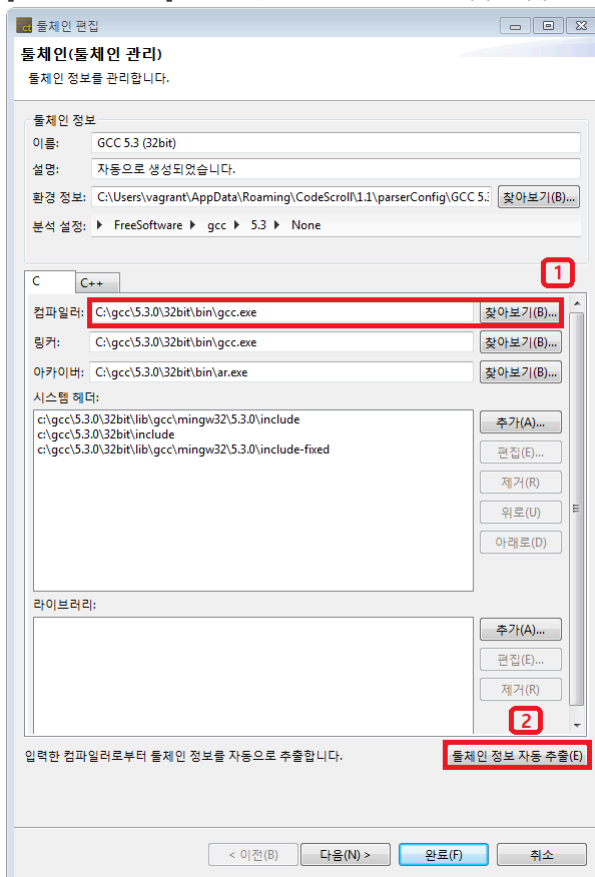 ct 툴체인 편집
툴체인(툴체인 관리)
툴체인 정보를 관리합니다.
툴체인 정보
이름: GCC 5.3 (32bit)
설명: 자동으로 생성되었습니다.
환경 정보: C:\Users\vagrant\AppData\Roaming\CodeScroll\1.1\parserConfig\GCC 5.3 찾아보기(B)...
분석 설정: FreeSoftware gcc 5.3 None
1
C C++
컴파일러: C:\gcc\5.3.0\32bit\bin\gcc.exe 찾아보기(B)...
링커: C:\gcc\5.3.0\32bit\bin\gcc.exe 찾아보기(B)...
아카이버: C:\gcc\5.3.0\32bit\bin\ar.exe 찾아보기(B)...
시스템 헤더:
c:\gcc\5.3.0\32bit\lib\gcc\mingw32\5.3.0\include 추가(A)...
c:\gcc\5.3.0\32bit\include
c:\gcc\5.3.0\32bit\lib\gcc\mingw32\5.3.0\include-fixed
편집(E)...
제거(R)
위로(U)
아래로(D)
라이브러리:
추가(A)...
편집(E)...
제거(R)
2
입력한 컴파일러로부터 툴체인 정보를 자동으로 추출합니다. 툴체인 정보 자동 추출(E)
< 이전(B) 다음(N) > 완료(F) 취소